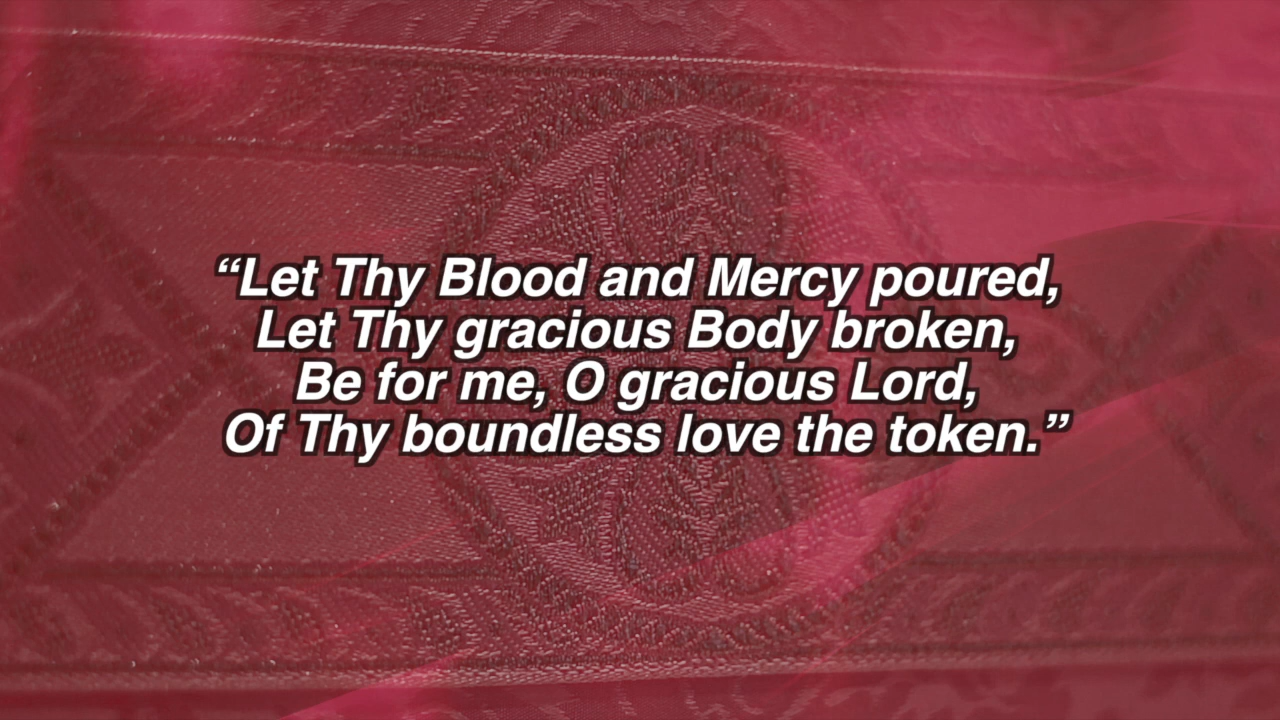 “Let Thy Blood and Mercy poured,
Let Thy gracious Body broken,
Be for me, O gracious Lord,
Of Thy boundless love the token.”